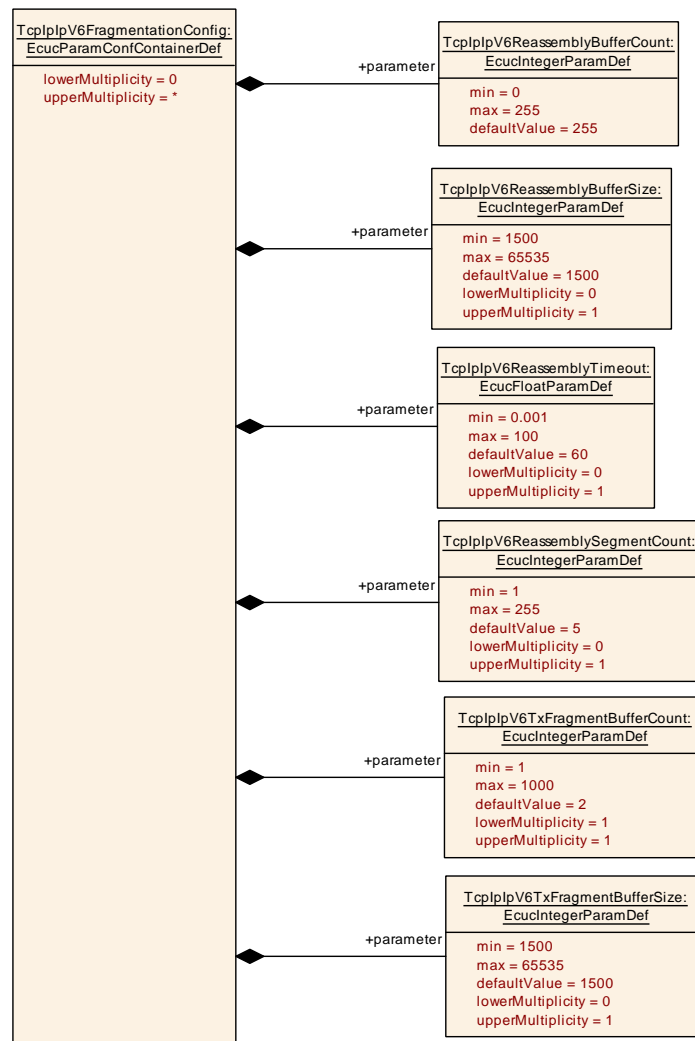 TcpIpIpV6FragmentationConfig:
EcucParamConfContainerDef
lowerMultiplicity = 0
upperMultiplicity = *
+parameter
TcpIpIpV6ReassemblyBufferCount:
EcucIntegerParamDef
min = 0
max = 255
defaultValue = 255
+parameter
TcpIpIpV6ReassemblyBufferSize:
EcucIntegerParamDef
min = 1500
max = 65535
defaultValue = 1500
lowerMultiplicity = 0
upperMultiplicity = 1
+parameter
TcpIpIpV6ReassemblyTimeout:
EcucFloatParamDef
min = 0.001
max = 100
defaultValue = 60
lowerMultiplicity = 0
upperMultiplicity = 1
+parameter
TcpIpIpV6ReassemblySegmentCount:
EcucIntegerParamDef
min = 1
max = 255
defaultValue = 5
lowerMultiplicity = 0
upperMultiplicity = 1
+parameter
TcpIpIpV6TxFragmentBufferCount:
EcucIntegerParamDef
min = 1
max = 1000
defaultValue = 2
lowerMultiplicity = 1
upperMultiplicity = 1
+parameter
TcpIpIpV6TxFragmentBufferSize:
EcucIntegerParamDef
min = 1500
max = 65535
defaultValue = 1500
lowerMultiplicity = 0
upperMultiplicity = 1